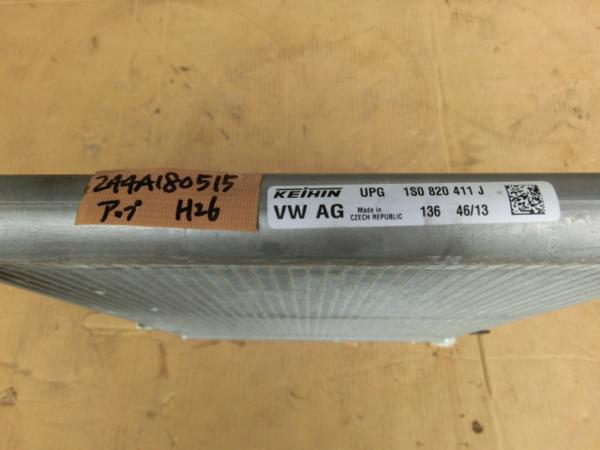 244A180515
アップ H26
KEIHIN UPG 1S0 820 411 J
VW AG Made in CZECH REPUBLIC 136 46/13